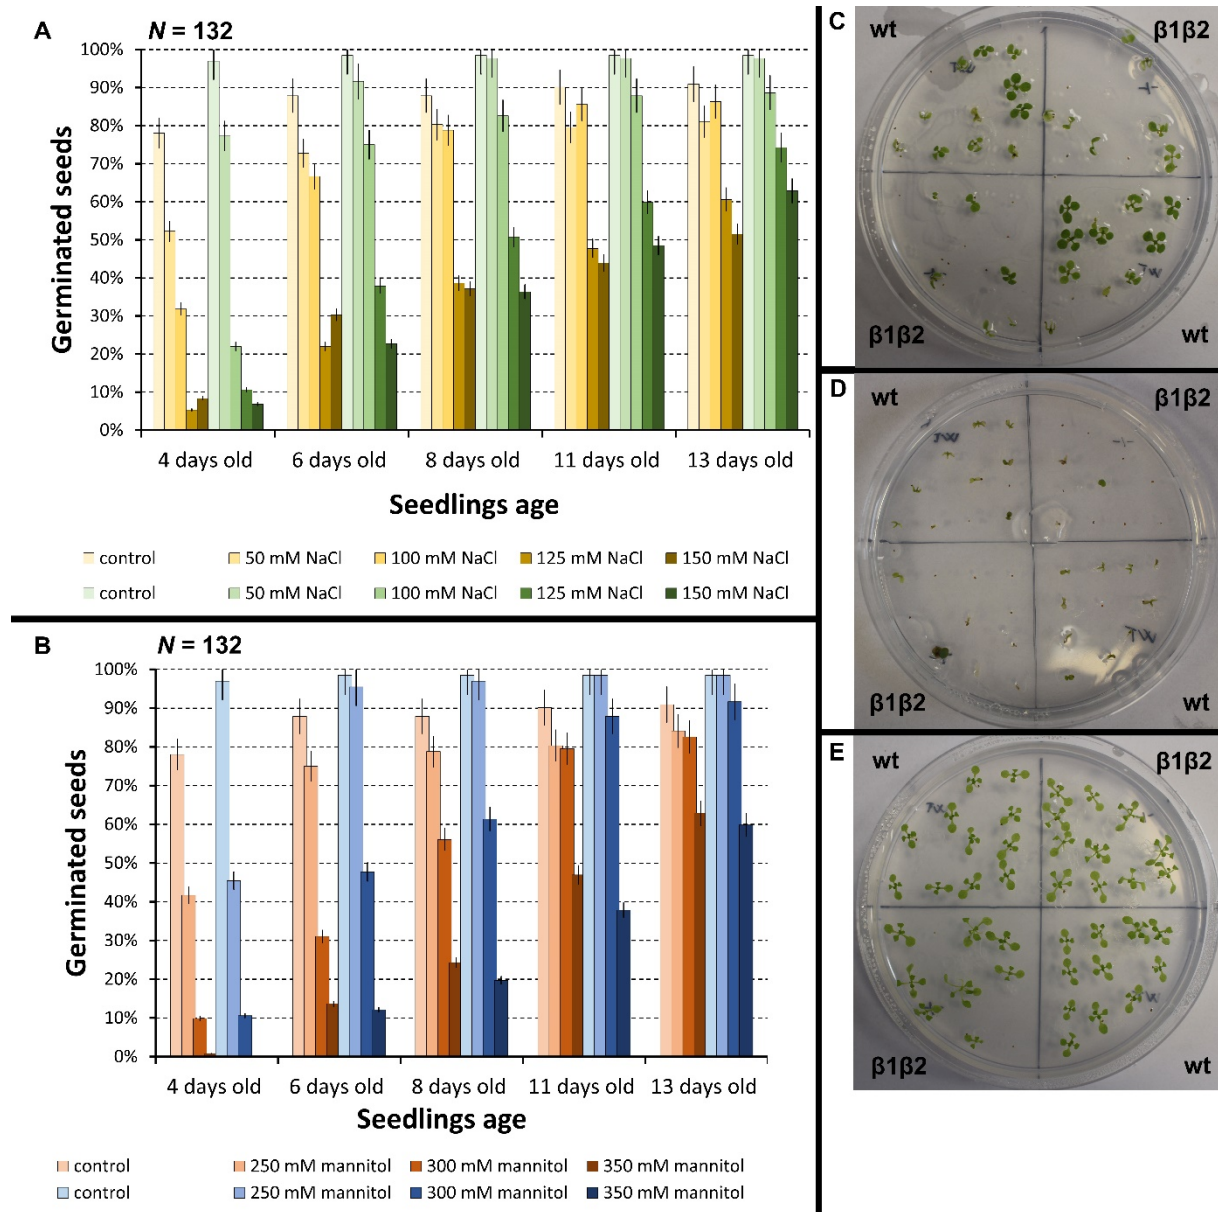 A
N = 132
100%
90%
80%
70%
60%
50%
40%
30%
20%
10%
0%
Germinated seeds
4 days old 6 days old 8 days old 11 days old 13 days old
Seedlings age
control 50 mM NaCl 100 mM NaCl 125 mM NaCl 150 mM NaCl
control 50 mM NaCl 100 mM NaCl 125 mM NaCl 150 mM NaCl
B
N = 132
100%
90%
80%
70%
60%
50%
40%
30%
20%
10%
0%
Germinated seeds
4 days old 6 days old 8 days old 11 days old 13 days old
Seedlings age
control 250 mM mannitol 300 mM mannitol 350 mM mannitol
control 250 mM mannitol 300 mM mannitol 350 mM mannitol
C
wt β1β2
β1β2 wt
D
wt β1β2
β1β2 wt
E
wt β1β2
β1β2 wt